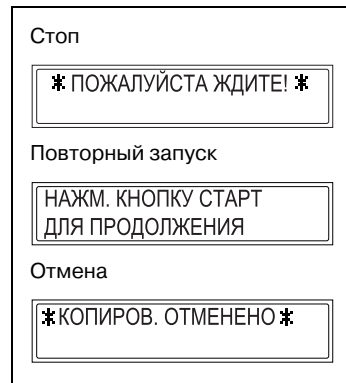 Стоп
✱ ПОЖАЛУЙСТА ЖДИТЕ! ✱
Повторный запуск
НАЖМ. КНОПКУ СТАРТ
ДЛЯ ПРОДОЛЖЕНИЯ
Отмена
✱КОПИРОВ. ОТМЕНЕНО✱